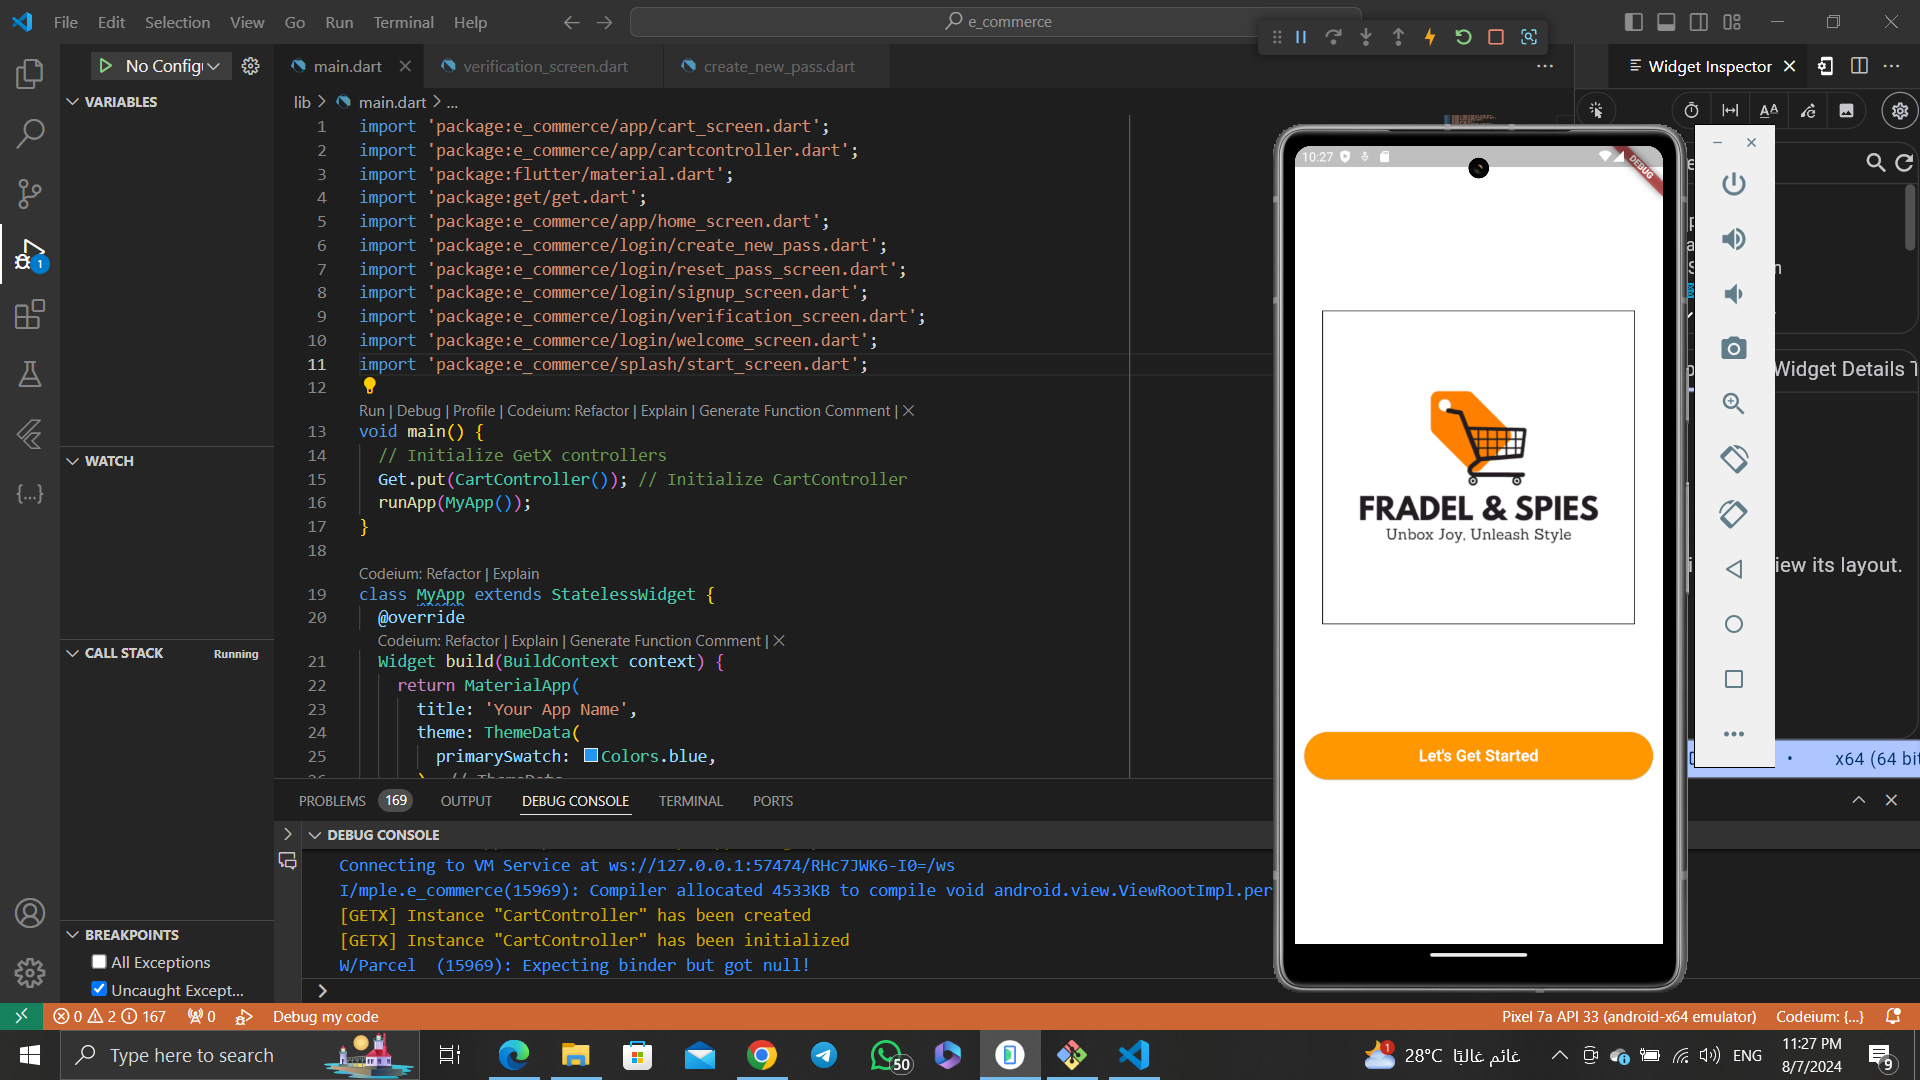 File Edit Selection View Go Run Terminal Help
e_commerce
No Config
main.dart
verification_screen.dart
create_new_pass.dart
Widget Inspector
VARIABLES
lib > main.dart > ...
1 import 'package:e_commerce/app/cart_screen.dart';
2 import 'package:e_commerce/app/cartcontroller.dart';
3 import 'package:flutter/material.dart';
4 import 'package:get/get.dart';
5 import 'package:e_commerce/app/home_screen.dart';
6 import 'package:e_commerce/login/create_new_pass.dart';
7 import 'package:e_commerce/login/reset_pass_screen.dart';
8 import 'package:e_commerce/login/signup_screen.dart';
9 import 'package:e_commerce/login/verification_screen.dart';
10 import 'package:e_commerce/login/welcome_screen.dart';
11 import 'package:e_commerce/splash/start_screen.dart';
12
Run | Debug | Profile | Codeium: Refactor | Explain | Generate Function Comment | ×
13 void main() {
14 // Initialize GetX controllers
15 Get.put(CartController()); // Initialize CartController
16 runApp(MyApp());
17 }
18
Codeium: Refactor | Explain
19 class MyApp extends StatelessWidget {
20 @override
Codeium: Refactor | Explain | Generate Function Comment | ×
21 Widget build(BuildContext context) {
22 return MaterialApp(
23 title: 'Your App Name',
24 theme: ThemeData(
25 primarySwatch: Colors.blue,
WATCH
CALL STACK
Running
BREAKPOINTS
All Exceptions
Uncaught Except...
10:27
DEBUG
FRADEL & SPIES
Unbox Joy, Unleash Style
Let's Get Started
Widget Details T
iew its layout.
x64 (64 bit
PROBLEMS 169 OUTPUT DEBUG CONSOLE TERMINAL PORTS
DEBUG CONSOLE
Connecting to VM Service at ws://127.0.0.1:57474/RHc7JWK6-I0=/ws
I/mple.e_commerce(15969): Compiler allocated 4533KB to compile void android.view.ViewRootImpl.per
[GETX] Instance "CartController" has been created
[GETX] Instance "CartController" has been initialized
W/Parcel (15969): Expecting binder but got null!
0 2 167 0 Debug my code
Pixel 7a API 33 (android-x64 emulator) Codeium: {...}
Type here to search
50
1
28°C غائم غالبًا
ENG
11:27 PM
8/7/2024
9